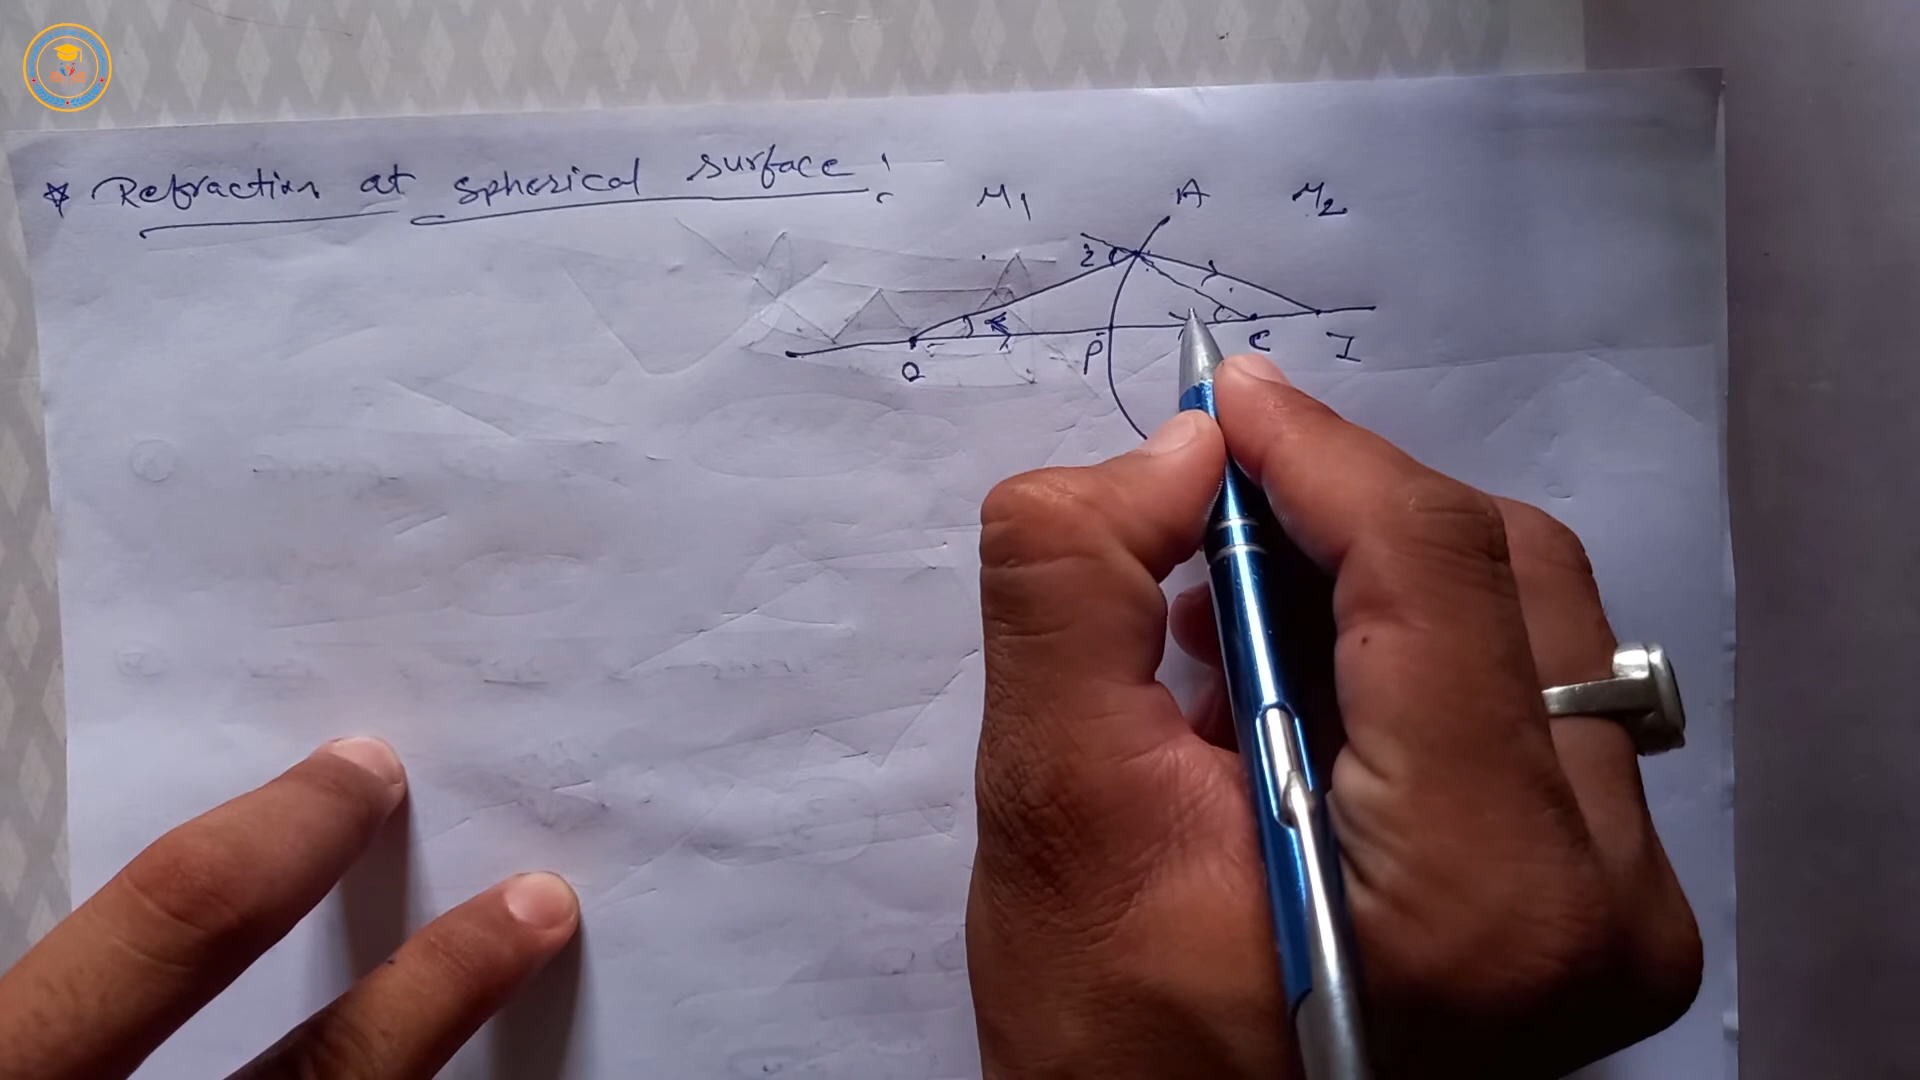 * Refraction at spherical surface :
M1 A M2
i
O P C I